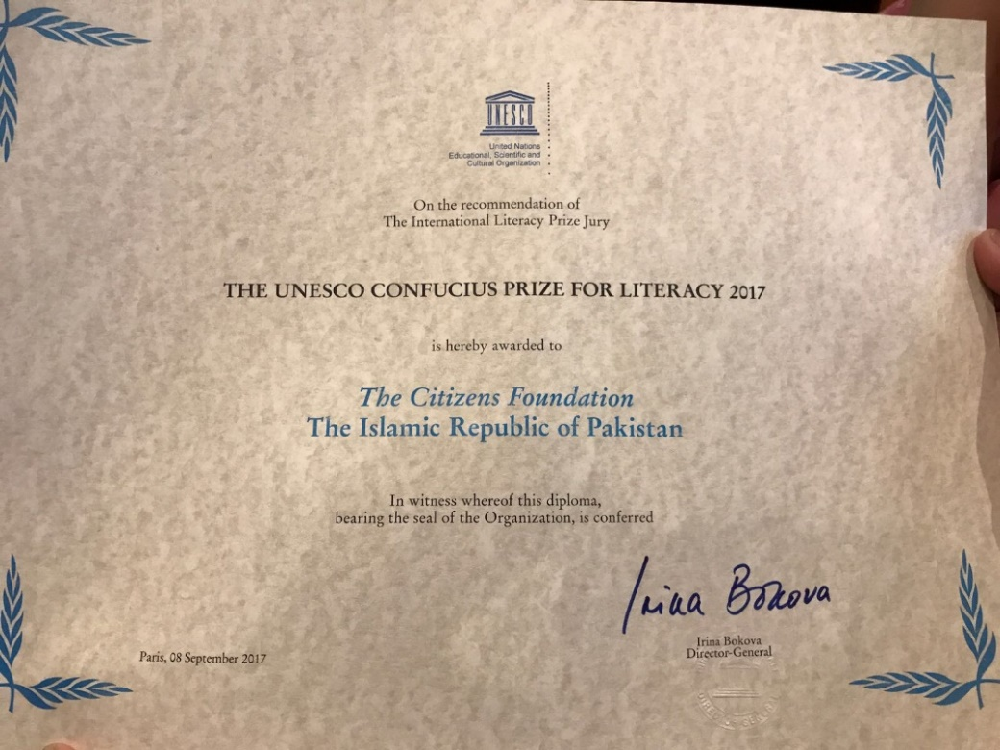 UNESCO
United Nations
Educational, Scientific and
Cultural Organization
On the recommendation of
The International Literacy Prize Jury
THE UNESCO CONFUCIUS PRIZE FOR LITERACY 2017
is hereby awarded to
The Citizens Foundation
The Islamic Republic of Pakistan
In witness whereof this diploma,
bearing the seal of the Organization, is conferred
Irina Bokova
Irina Bokova
Director-General
Paris, 08 September 2017